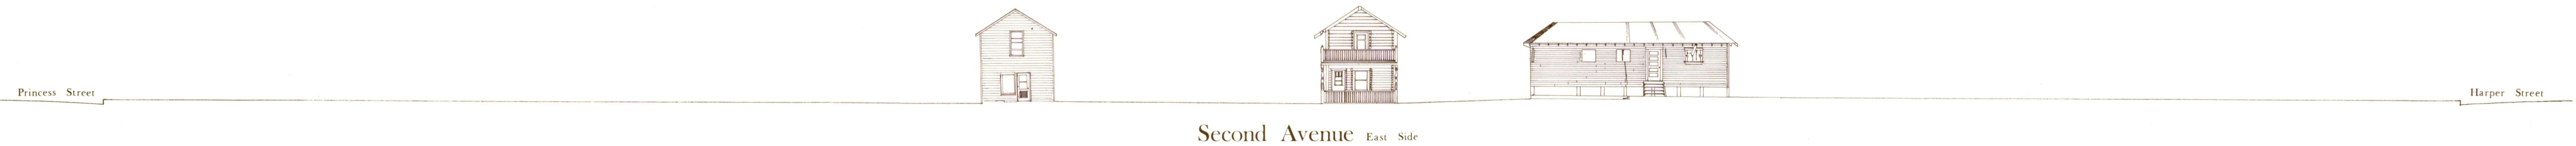 Princess Street
Harper Street
Second Avenue East Side